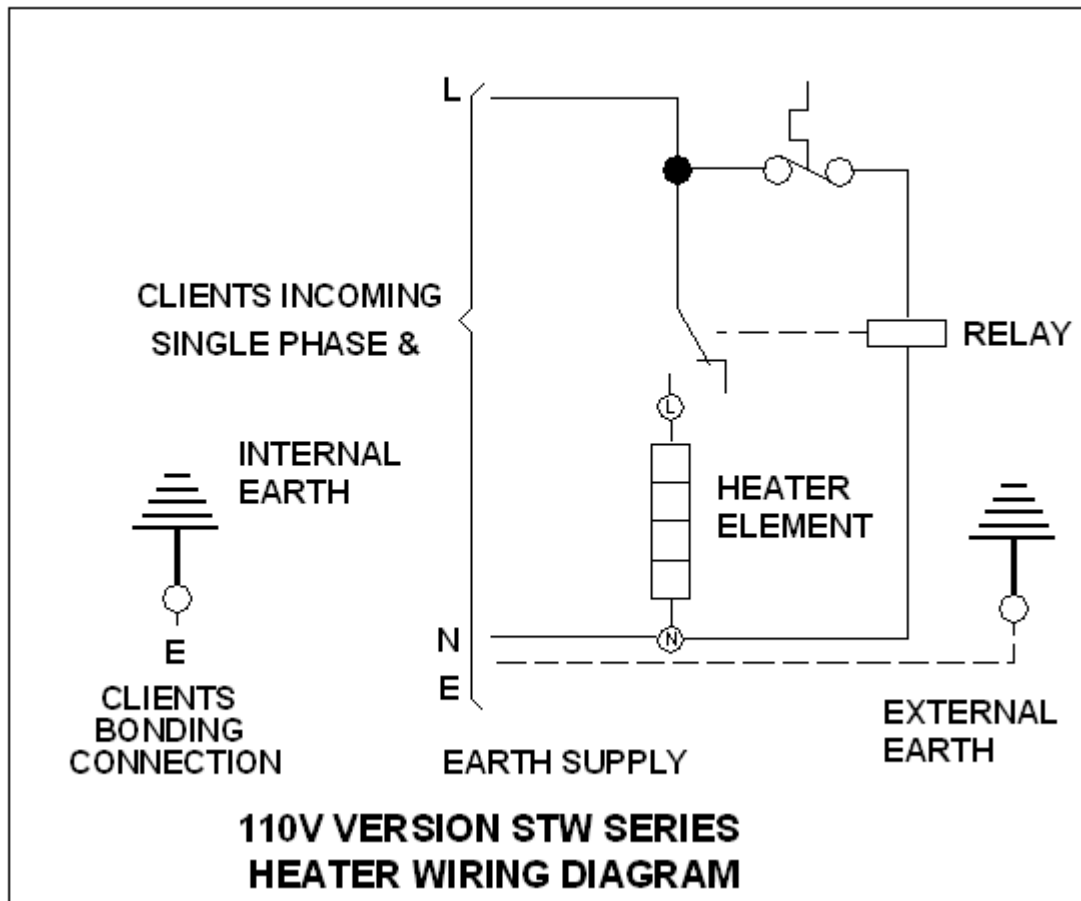 L
CLIENTS INCOMING
SINGLE PHASE &
RELAY
L
INTERNAL
EARTH
HEATER
ELEMENT
N
N
E
E
CLIENTS
BONDING
CONNECTION
EXTERNAL
EARTH
EARTH SUPPLY
110V VERSION STW SERIES
HEATER WIRING DIAGRAM